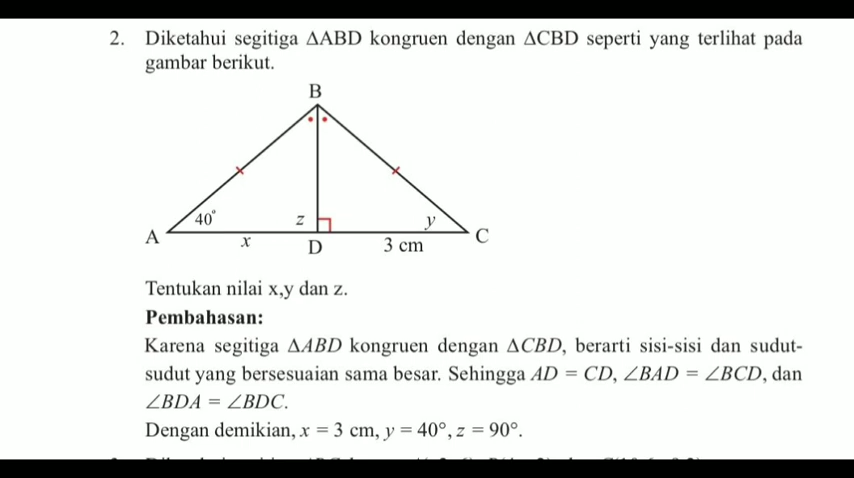 2. Diketahui segitiga ΔABD kongruen dengan ΔCBD seperti yang terlihat pada
gambar berikut.
B
40°
z
y
A
x
D
3 cm
C
Tentukan nilai x,y dan z.
Pembahasan:
Karena segitiga ΔABD kongruen dengan ΔCBD, berarti sisi-sisi dan sudut-
sudut yang bersesuaian sama besar. Sehingga AD = CD, ∠BAD = ∠BCD, dan
∠BDA = ∠BDC.
Dengan demikian, x = 3 cm, y = 40°, z = 90°.